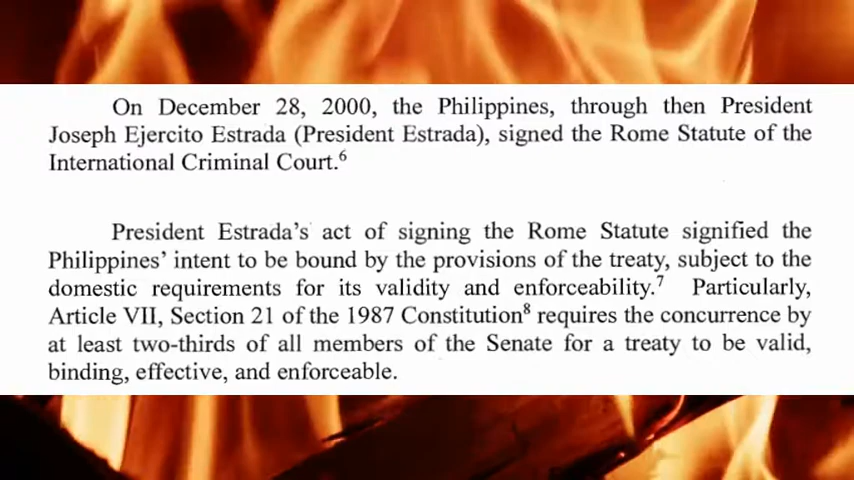 On December 28, 2000, the Philippines, through then President
Joseph Ejercito Estrada (President Estrada), signed the Rome Statute of the
International Criminal Court.6
President Estrada's act of signing the Rome Statute signified the
Philippines' intent to be bound by the provisions of the treaty, subject to the
domestic requirements for its validity and enforceability.7 Particularly,
Article VII, Section 21 of the 1987 Constitution8 requires the concurrence by
at least two-thirds of all members of the Senate for a treaty to be valid,
binding, effective, and enforceable.